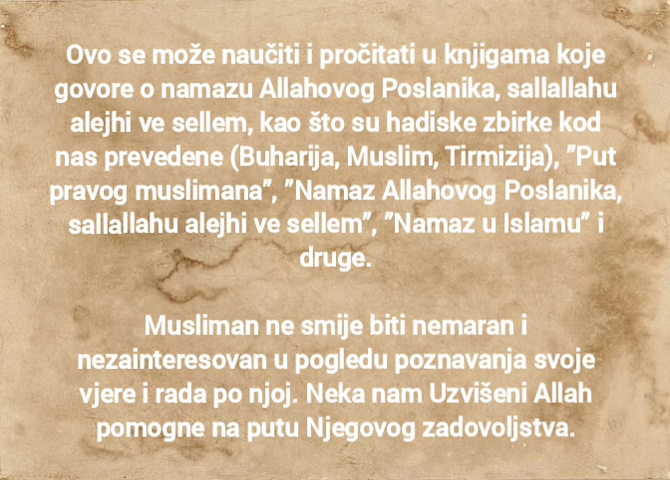 Ovo se može naučiti i pročitati u knjigama koje
govore o namazu Allahovog Poslanika, sallallahu
alejhi ve sellem, kao što su hadiske zbirke kod
nas prevedene (Buharija, Muslim, Tirmizija), ”Put
pravog muslimana”, ”Namaz Allahovog Poslanika,
sallallahu alejhi ve sellem”, ”Namaz u Islamu” i
druge.
Musliman ne smije biti nemaran i
nezainteresovan u pogledu poznavanja svoje
vjere i rada po njoj. Neka nam Uzvišeni Allah
pomogne na putu Njegovog zadovoljstva.